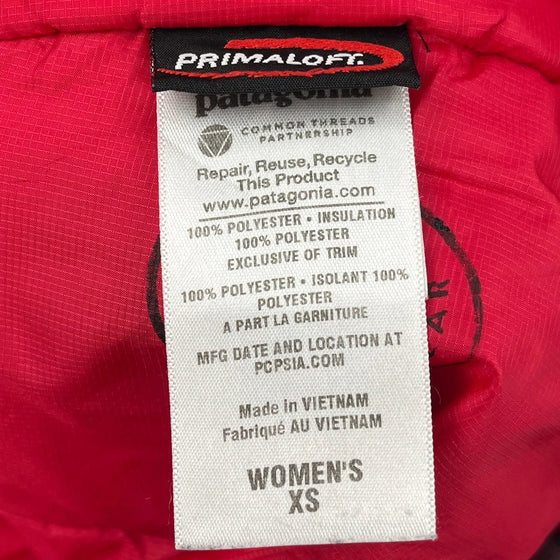 PRIMALOFT.
patagonia
COMMON THREADS
PARTNERSHIP
Repair, Reuse, Recycle
This Product
www.patagonia.com
100% POLYESTER • INSULATION
100% POLYESTER
EXCLUSIVE OF TRIM
100% POLYESTER • ISOLANT 100%
POLYESTER
A PART LA GARNITURE
MFG DATE AND LOCATION AT
PCPSIA.COM
Made in VIETNAM
Fabriqué AU VIETNAM
WOMEN'S
XS